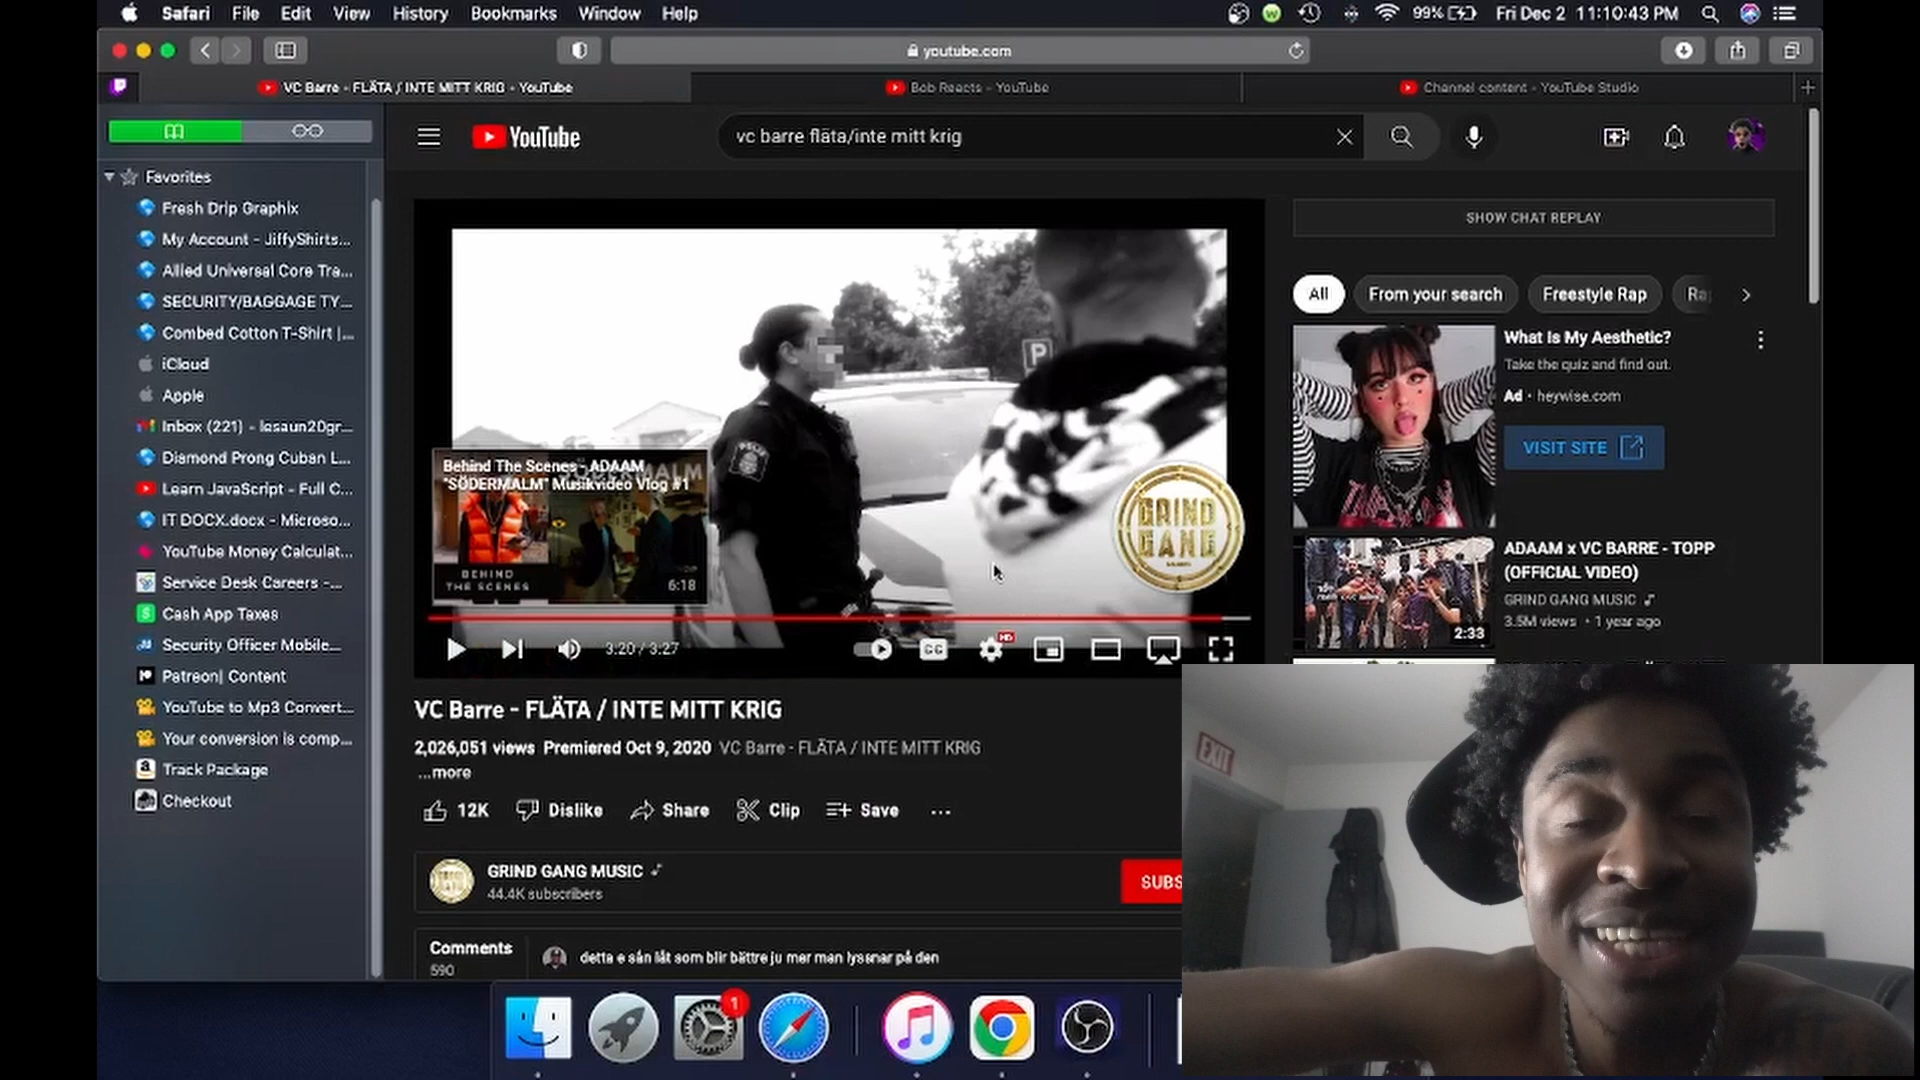 Safari File Edit View History Bookmarks Window Help
99% Fri Dec 2 11:10:43 PM
youtube.com
VC Barre - FLÄTA / INTE MITT KRIG - YouTube
Bob Reacts - YouTube
Channel content - YouTube Studio
Favorites
Fresh Drip Graphix
My Account - JiffyShirts...
Allied Universal Core Tra...
SECURITY/BAGGAGE TY...
Combed Cotton T-Shirt |...
iCloud
Apple
Inbox (221) - lesaun20gr...
Diamond Prong Cuban L...
Learn JavaScript - Full C...
IT DOCX.docx - Microso...
YouTube Money Calculat...
Service Desk Careers -...
Cash App Taxes
Security Officer Mobile...
Patreon| Content
YouTube to Mp3 Convert...
Your conversion is comp...
Track Package
Checkout
YouTube
vc barre fläta/inte mitt krig
P
Behind The Scenes - ADAAM
"SÖDERMALM" Musikvideo Vlog #1
BEHIND
THE SCENES
6:18
GRIND
GANG
3:20 / 3:27
CC
HD
VC Barre - FLÄTA / INTE MITT KRIG
2,026,051 views Premiered Oct 9, 2020 VC Barre - FLÄTA / INTE MITT KRIG
...more
12K Dislike Share Clip Save
GRIND GANG MUSIC
44.4K subscribers
SUBS
Comments
590
detta e sån låt som blir bättre ju mer man lyssnar på den
SHOW CHAT REPLAY
All From your search Freestyle Rap Ra
What Is My Aesthetic?
Take the quiz and find out.
Ad · heywise.com
VISIT SITE
ADAAM x VC BARRE - TOPP
(OFFICIAL VIDEO)
GRIND GANG MUSIC
3.5M views · 1 year ago
2:33
EXIT
1